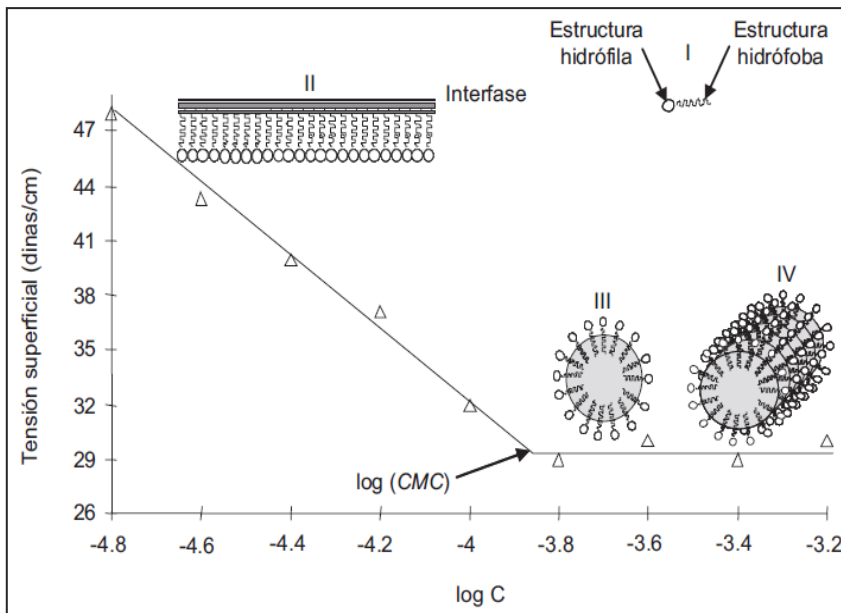 Estructura
hidrófila
I
Estructura
hidrófoba
II
Interfase
Tensión superficial (dinas/cm)
47
44
41
38
35
32
29
26
III
IV
log (CMC)
-4.8
-4.6
-4.4
-4.2
-4
-3.8
-3.6
-3.4
-3.2
log C